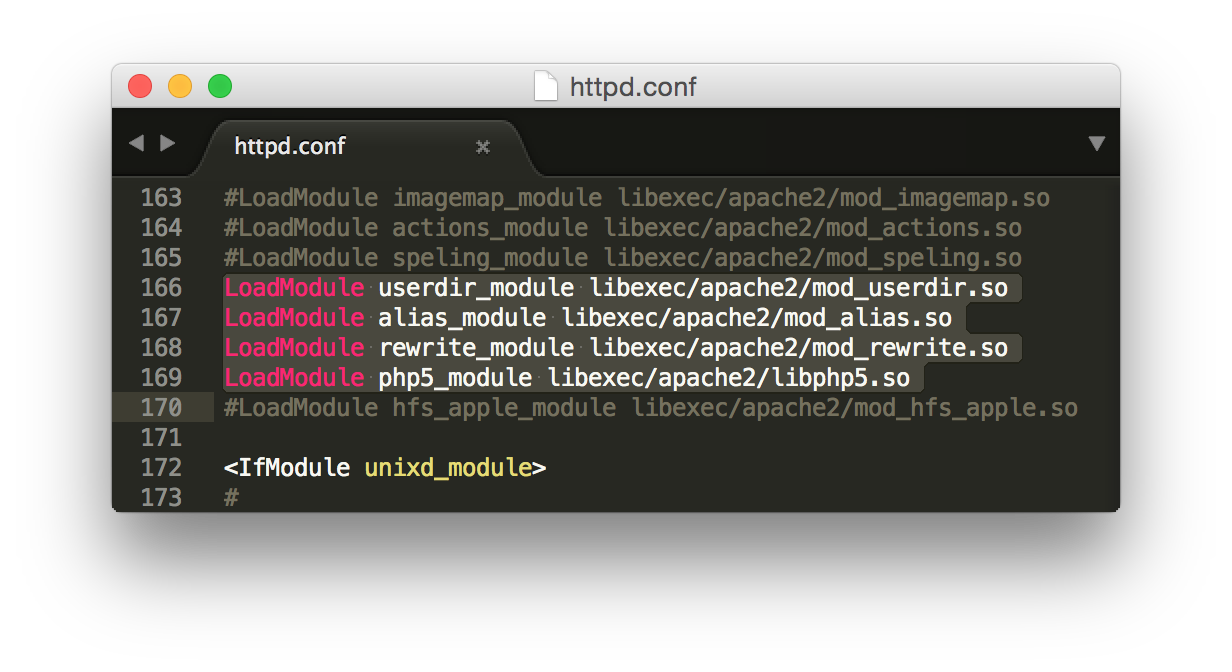 httpd.conf
httpd.conf
163 #LoadModule imagemap_module libexec/apache2/mod_imagemap.so
164 #LoadModule actions_module libexec/apache2/mod_actions.so
165 #LoadModule speling_module libexec/apache2/mod_speling.so
166 LoadModule userdir_module libexec/apache2/mod_userdir.so
167 LoadModule alias_module libexec/apache2/mod_alias.so
168 LoadModule rewrite_module libexec/apache2/mod_rewrite.so
169 LoadModule php5_module libexec/apache2/libphp5.so
170 #LoadModule hfs_apple_module libexec/apache2/mod_hfs_apple.so
171
172 <IfModule unixd_module>
173 #